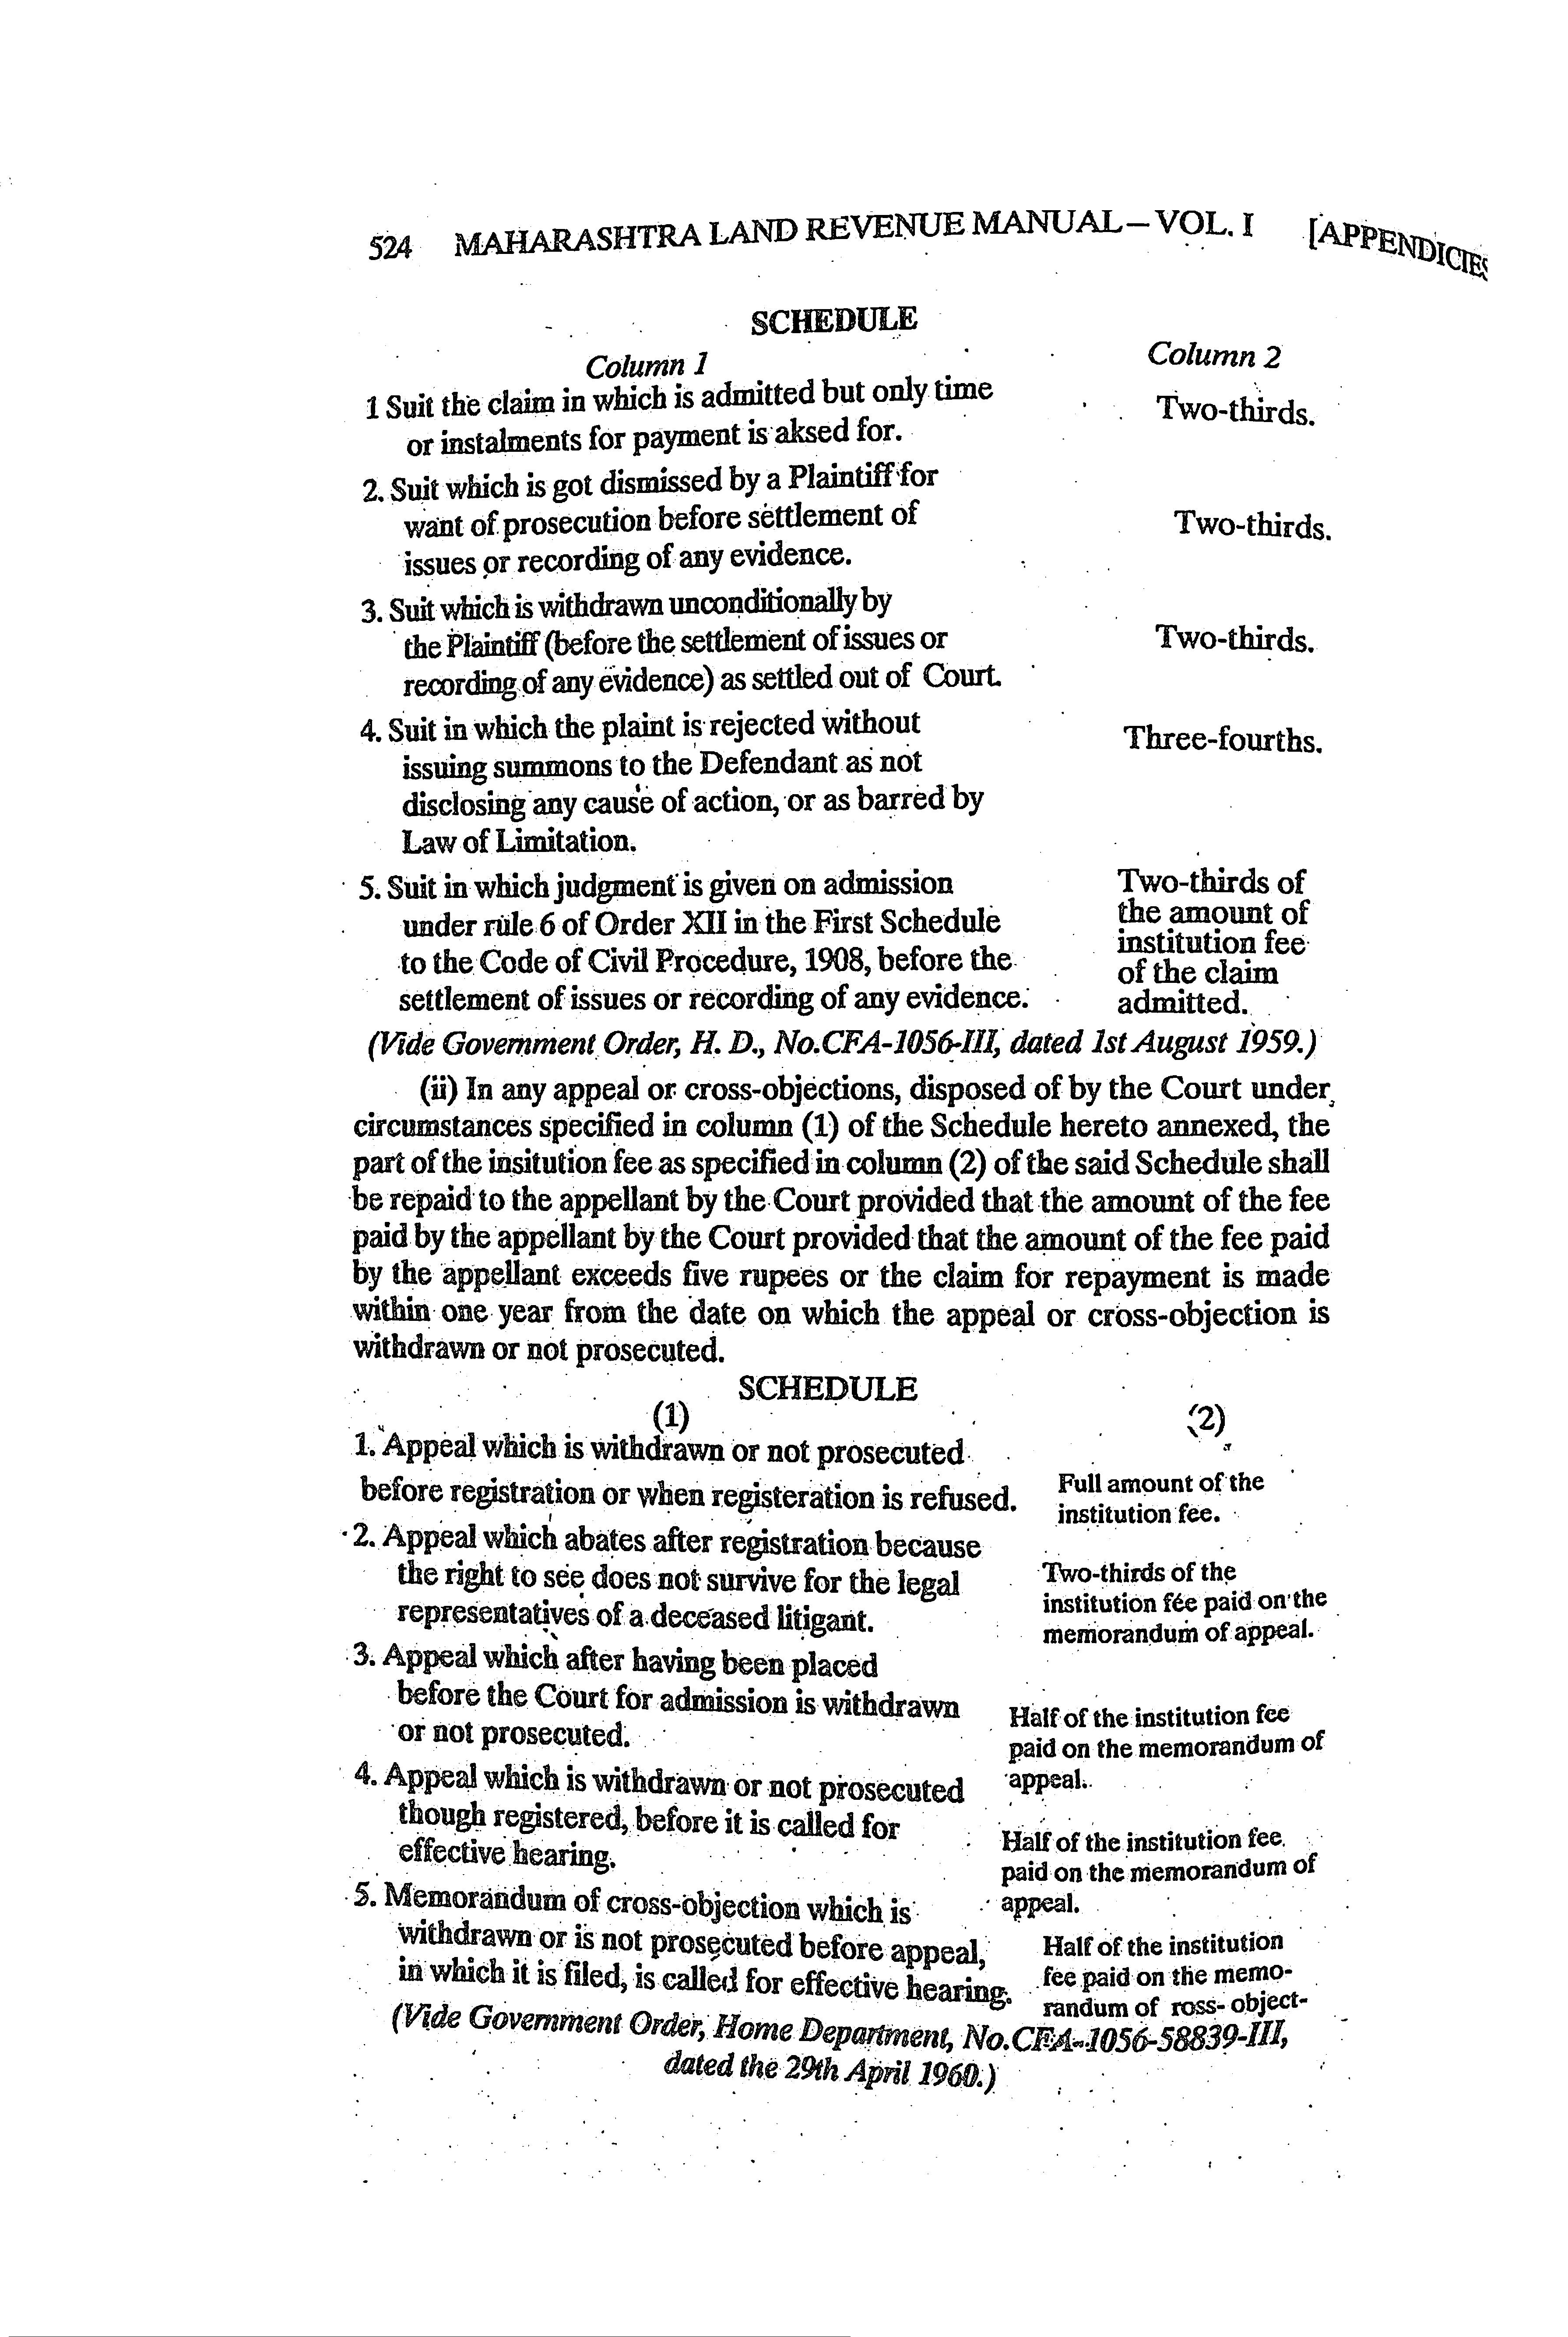 524 MAHARASHTRA LAND REVENUE MANUAL—VOL. I [APPENDICIES
SCHEDULE
Column 1 Column 2
1 Suit the claim in which is admitted but only time Two-thirds.
or instalments for payment is aksed for.
2. Suit which is got dismissed by a Plaintiff for
want of prosecution before settlement of Two-thirds.
issues or recording of any evidence.
3. Suit which is withdrawn unconditionally by
the Plaintiff (before the settlement of issues or Two-thirds.
recording of any evidence) as settled out of Court.
4. Suit in which the plaint is rejected without Three-fourths.
issuing summons to the Defendant as not
disclosing any cause of action, or as barred by
Law of Limitation.
5. Suit in which judgment is given on admission
under rule 6 of Order XII in the First Schedule
to the Code of Civil Procedure, 1908, before the
settlement of issues or recording of any evidence.
Two-thirds of
the amount of
institution fee
of the claim
admitted.
(Vide Government Order, H. D., No.CFA-1056-III, dated 1st August 1959.)
(ii) In any appeal or cross-objections, disposed of by the Court under
circumstances specified in column (1) of the Schedule hereto annexed, the
part of the insitution fee as specified in column (2) of the said Schedule shall
be repaid to the appellant by the Court provided that the amount of the fee
paid by the appellant by the Court provided that the amount of the fee paid
by the appellant exceeds five rupees or the claim for repayment is made
within one year from the date on which the appeal or cross-objection is
withdrawn or not prosecuted.
SCHEDULE
(1) (2)
1. Appeal which is withdrawn or not prosecuted
before registration or when registeration is refused.
Full amount of the
institution fee.
2. Appeal which abates after registration because
the right to see does not survive for the legal
representatives of a deceased litigant.
Two-thirds of the
institution fee paid on the
memorandum of appeal.
3. Appeal which after having been placed
before the Court for admission is withdrawn
or not prosecuted.
Half of the institution fee
paid on the memorandum of
appeal.
4. Appeal which is withdrawn or not prosecuted
though registered, before it is called for
effective hearing.
Half of the institution fee
paid on the memorandum of
appeal.
5. Memorandum of cross-objection which is
withdrawn or is not prosecuted before appeal,
in which it is filed, is called for effective hearing.
Half of the institution
fee paid on the memo-
randum of ross- object-
(Vide Government Order, Home Department, No.CFA-1056-58839-III,
dated the 29th April 1960.)